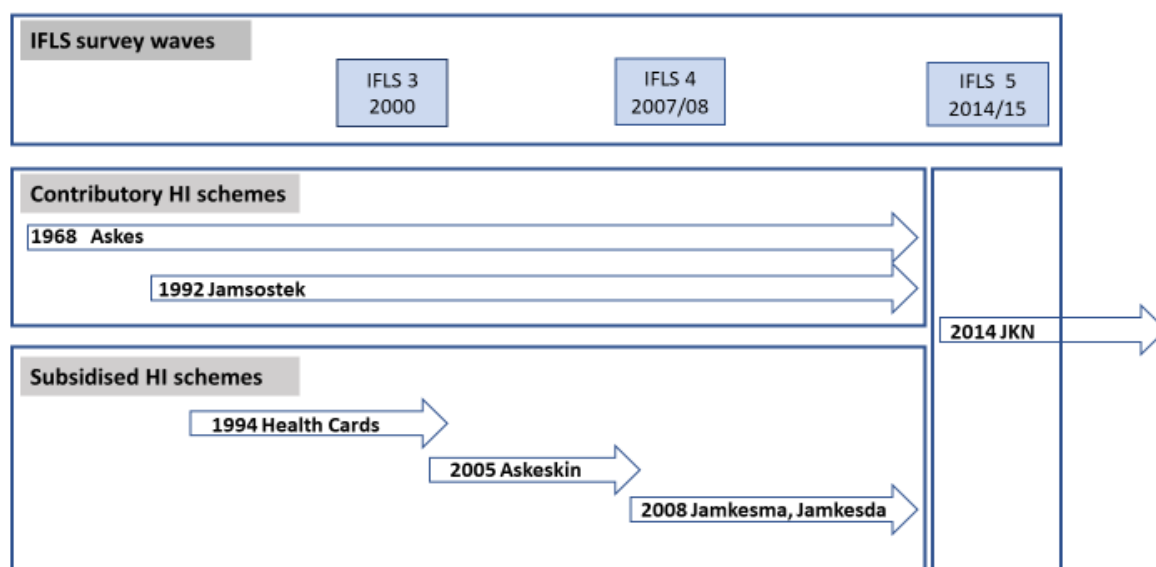 IFLS survey waves
IFLS 3
2000
IFLS 4
2007/08
IFLS 5
2014/15
Contributory HI schemes
1968 Askes
1992 Jamsostek
2014 JKN
Subsidised HI schemes
1994 Health Cards
2005 Askeskin
2008 Jamkesma, Jamkesda